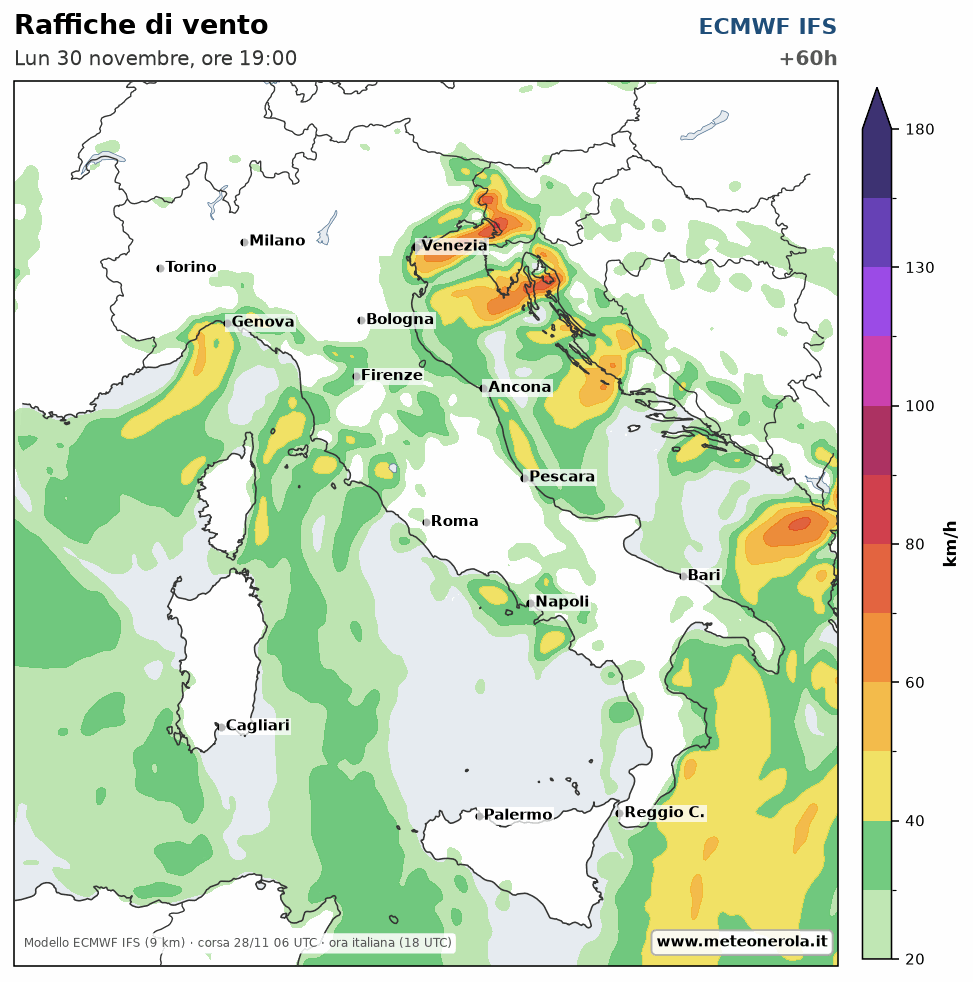 Raffiche di vento
ECMWF IFS
Lun 30 novembre, ore 19:00
+60h
180
130
100
80
60
40
20
km/h
Milano
Venezia
Torino
Genova
Bologna
Firenze
Ancona
Pescara
Roma
Bari
Napoli
Cagliari
Palermo
Reggio C.
Modello ECMWF IFS (9 km) · corsa 28/11 06 UTC · ora italiana (18 UTC)
www.meteonerola.it